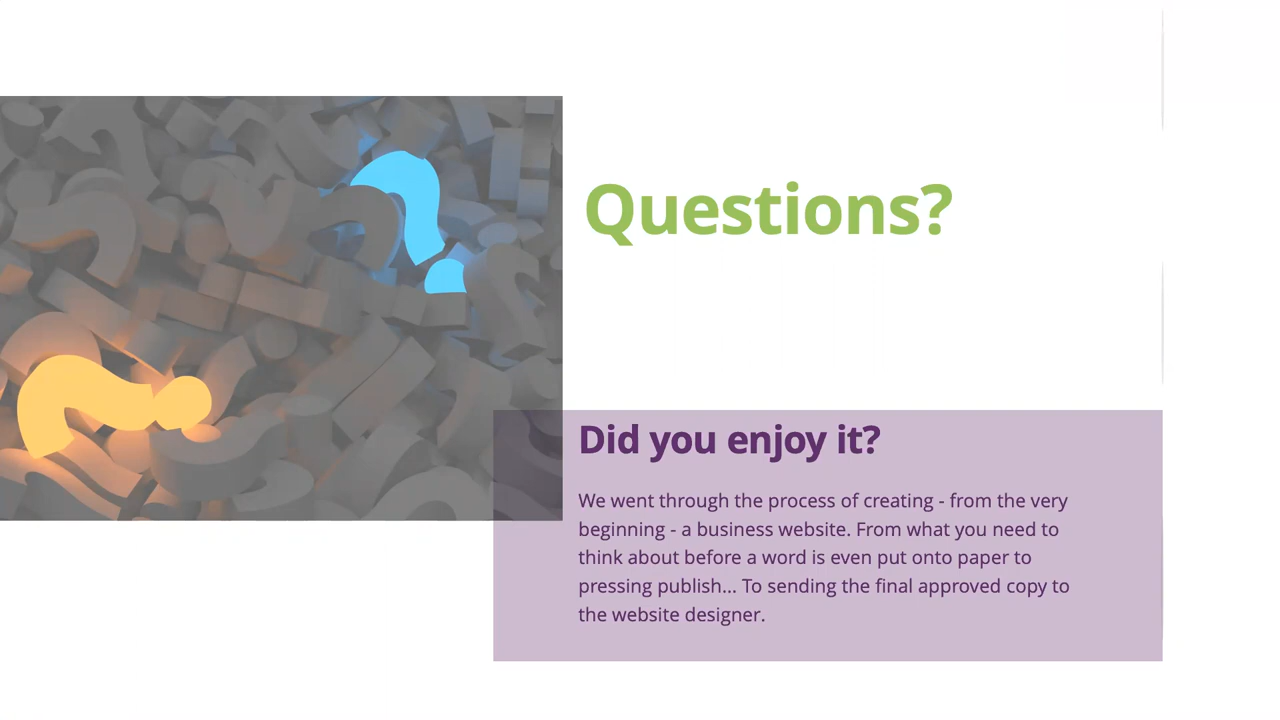 Questions?
Did you enjoy it?
We went through the process of creating - from the very
beginning - a business website. From what you need to
think about before a word is even put onto paper to
pressing publish... To sending the final approved copy to
the website designer.